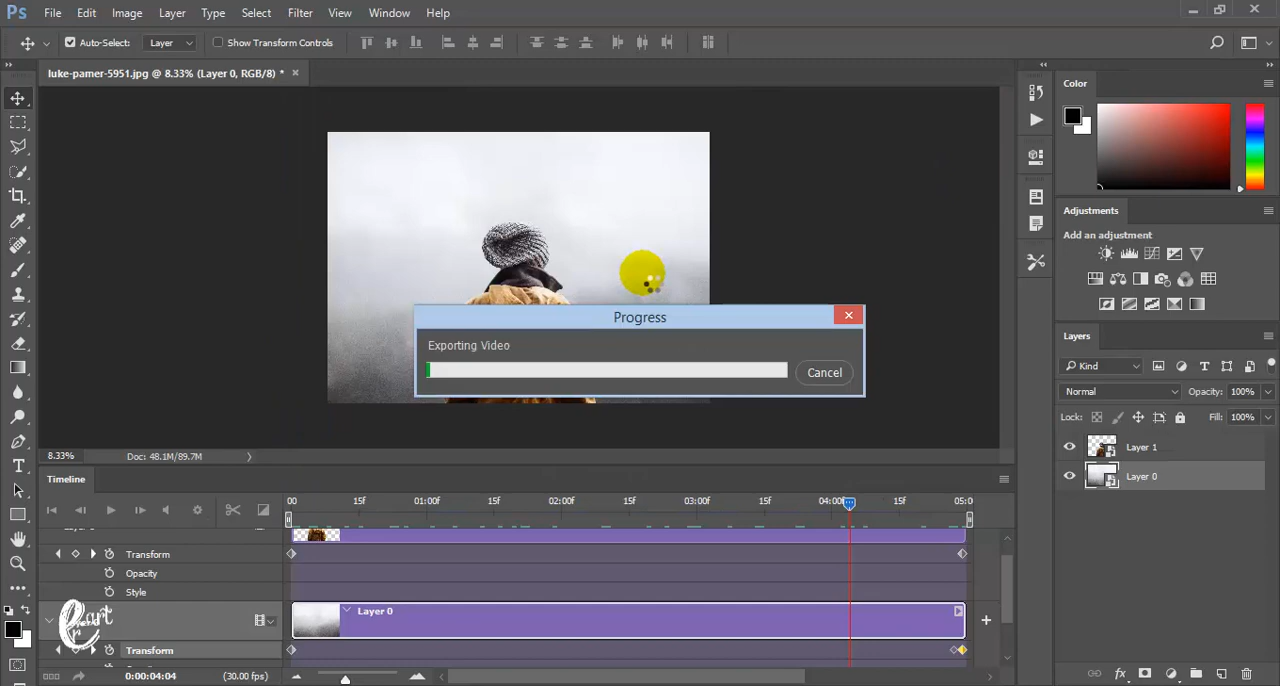 Ps File Edit Image Layer Type Select Filter View Window Help
Auto-Select: Layer Show Transform Controls
luke-pamer-5951.jpg @ 8.33% (Layer 0, RGB/8) * ×
Color
Adjustments
Add an adjustment
Progress
Exporting Video
Cancel
Layers
Kind
Normal Opacity: 100%
Lock: Fill: 100%
Layer 1
Layer 0
8.33% Doc: 48.1M/89.7M
Timeline
00 15f 01:00f 15f 02:00f 15f 03:00f 15f 04:00f 15f 05:0
Transform
Opacity
Style
Layer 0
art
Transform
0:00:04:04 (30.00 fps)